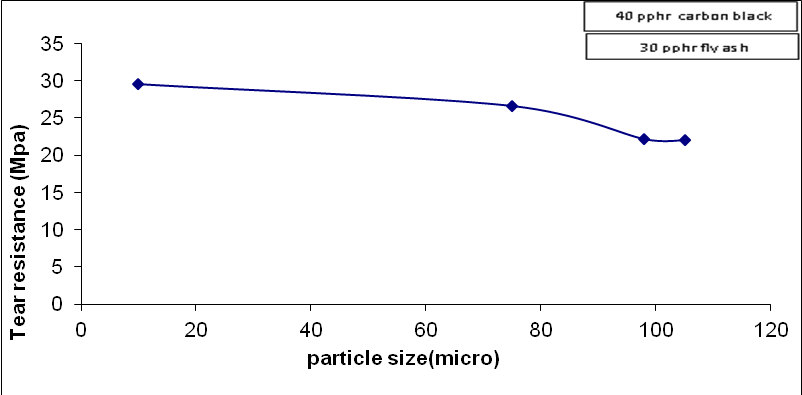 40 pphr carbon black
30 pphr fly ash
35
30
25
20
15
10
5
0
Tear resistance (Mpa)
0 20 40 60 80 100 120
particle size(micro)